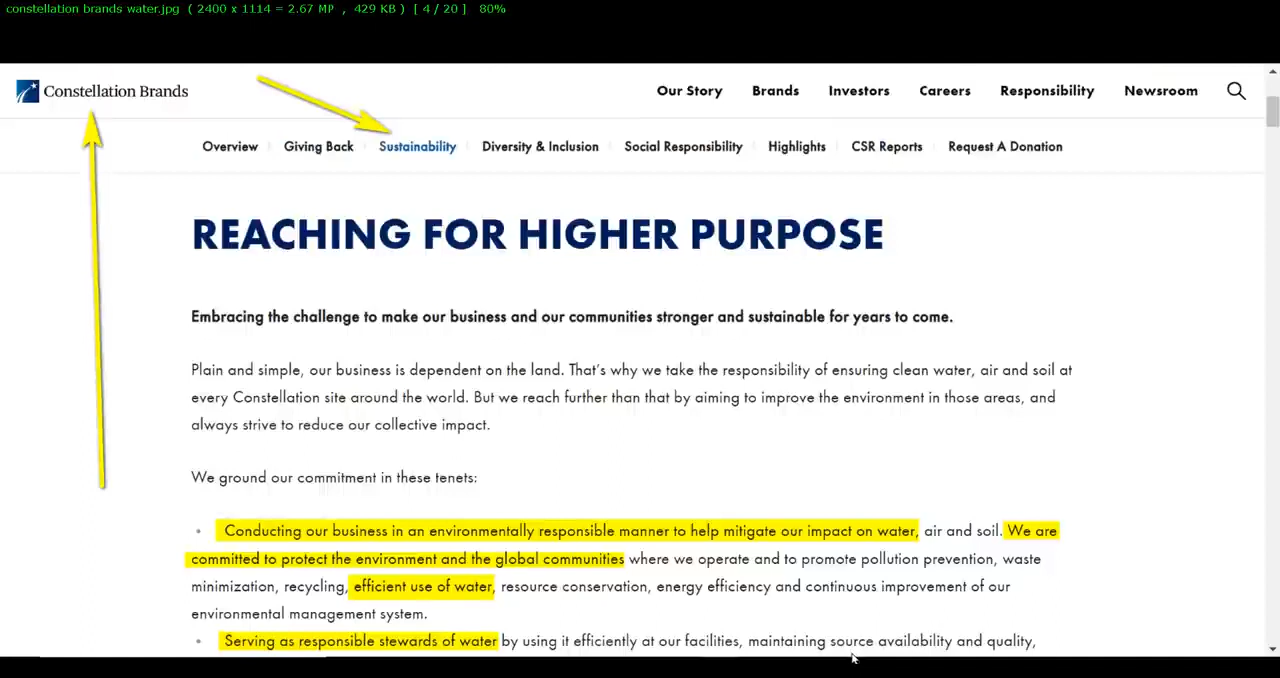 constellation brands water.jpg ( 2400 x 1114 = 2.67 MP , 429 KB ) [ 4 / 20 ] 80%
Constellation Brands
Our Story Brands Investors Careers Responsibility Newsroom
Overview Giving Back Sustainability Diversity & Inclusion Social Responsibility Highlights CSR Reports Request A Donation
REACHING FOR HIGHER PURPOSE
Embracing the challenge to make our business and our communities stronger and sustainable for years to come.
Plain and simple, our business is dependent on the land. That's why we take the responsibility of ensuring clean water, air and soil at
every Constellation site around the world. But we reach further than that by aiming to improve the environment in those areas, and
always strive to reduce our collective impact.
We ground our commitment in these tenets:
• Conducting our business in an environmentally responsible manner to help mitigate our impact on water, air and soil. We are
committed to protect the environment and the global communities where we operate and to promote pollution prevention, waste
minimization, recycling, efficient use of water, resource conservation, energy efficiency and continuous improvement of our
environmental management system.
• Serving as responsible stewards of water by using it efficiently at our facilities, maintaining source availability and quality,